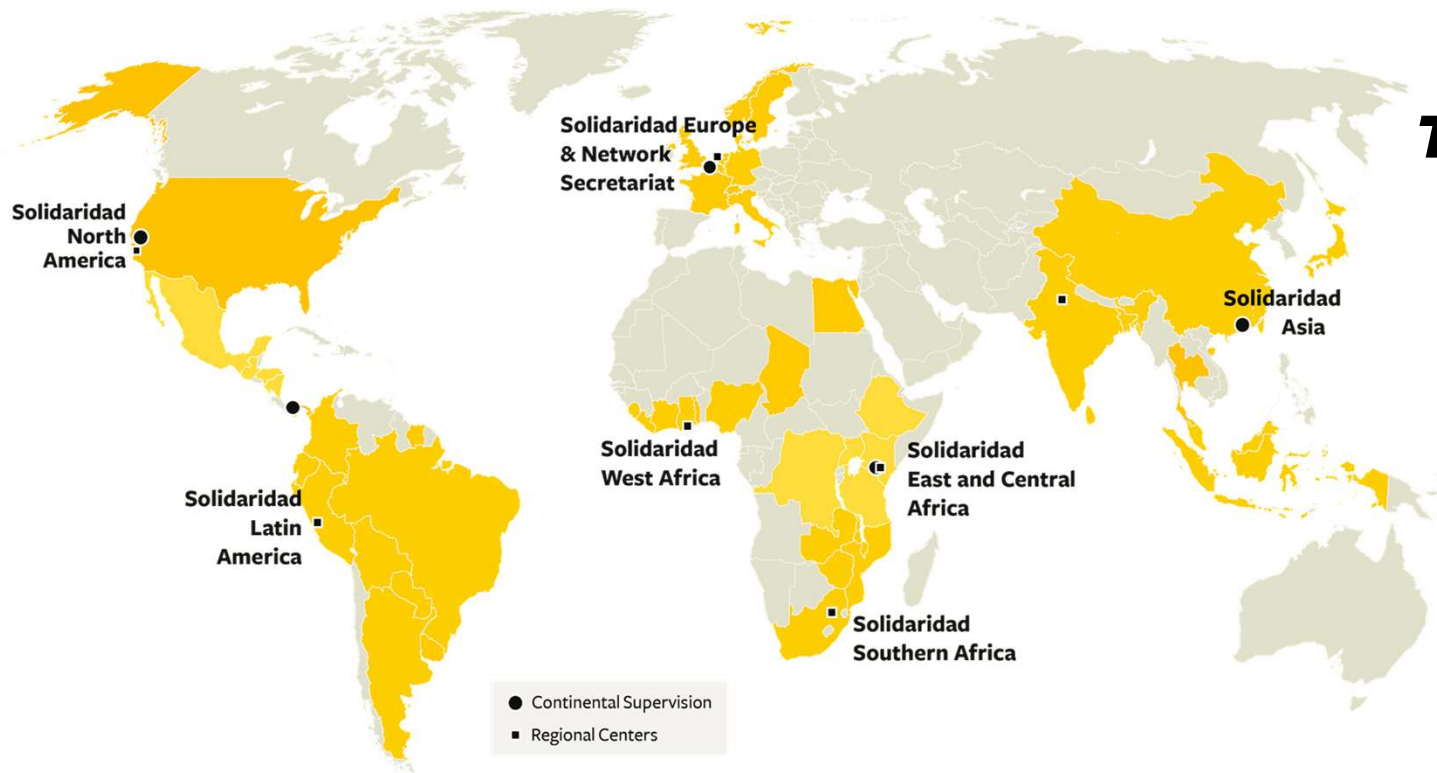 Solidaridad Europe
& Network
Secretariat
T
Solidaridad
North
America
Solidaridad
Asia
Solidaridad
West Africa
Solidaridad
East and Central
Africa
Solidaridad
Latin
America
Solidaridad
Southern Africa
Continental Supervision
Regional Centers